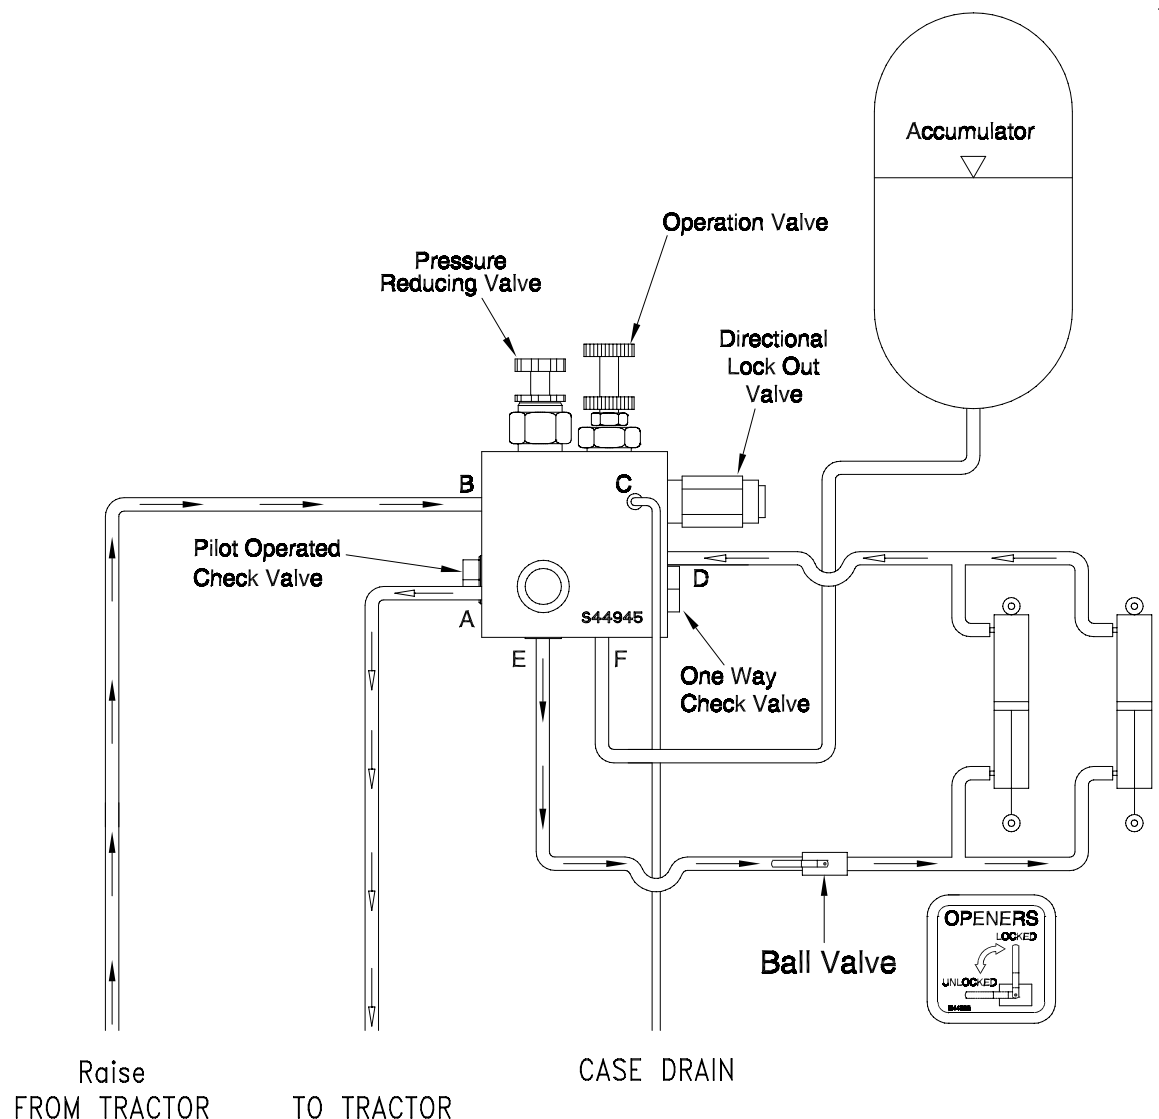 Accumulator
Operation Valve
Pressure
Reducing Valve
Directional
Lock Out
Valve
B
C
Pilot Operated
Check Valve
D
A
S44945
E
F
One Way
Check Valve
OPENERS
LOCKED
UNLOCKED
Ball Valve
CASE DRAIN
Raise
FROM TRACTOR
TO TRACTOR